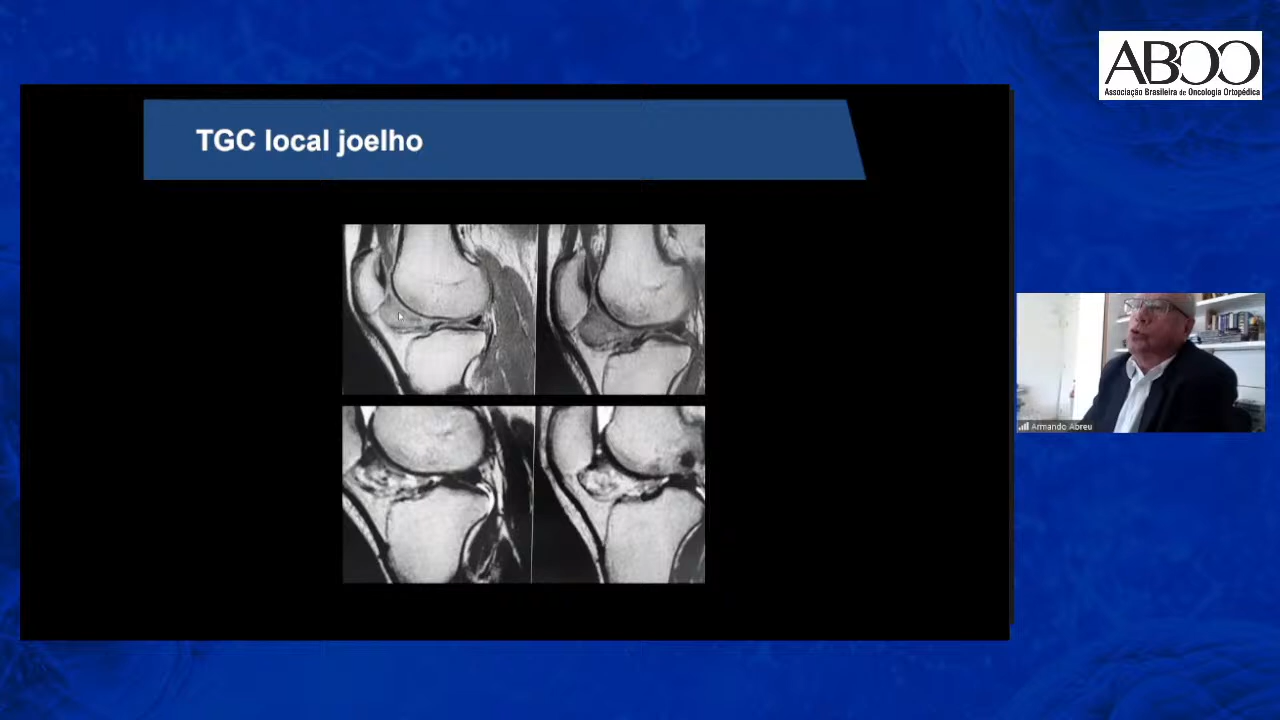 ABOO
Associação Brasileira de Oncologia Ortopédica
TGC local joelho
Armando Abreu